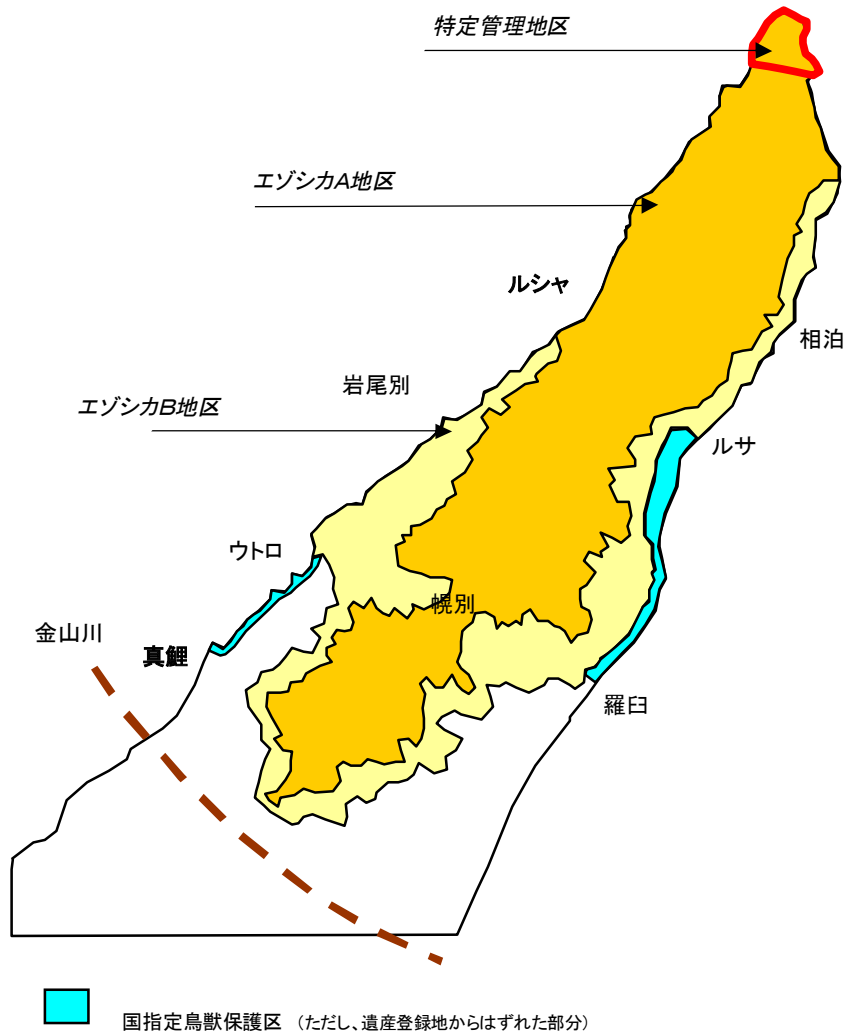 特定管理地区
エゾシカA地区
ルシャ
相泊
岩尾別
エゾシカB地区
ルサ
ウトロ
幌別
金山川
真鯉
羅臼
国指定鳥獣保護区 (ただし、遺産登録地からはずれた部分)